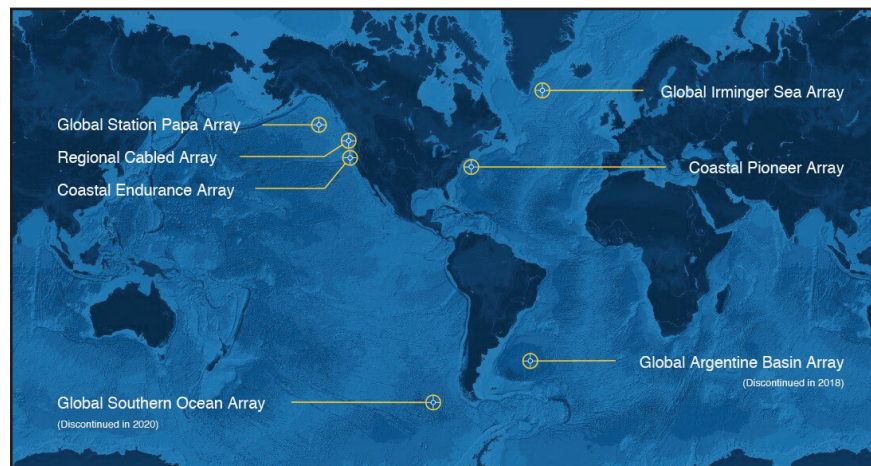 Global Irminger Sea Array
Global Station Papa Array
Regional Cabled Array
Coastal Pioneer Array
Coastal Endurance Array
Global Argentine Basin Array
(Discontinued in 2018)
Global Southern Ocean Array
(Discontinued in 2020)